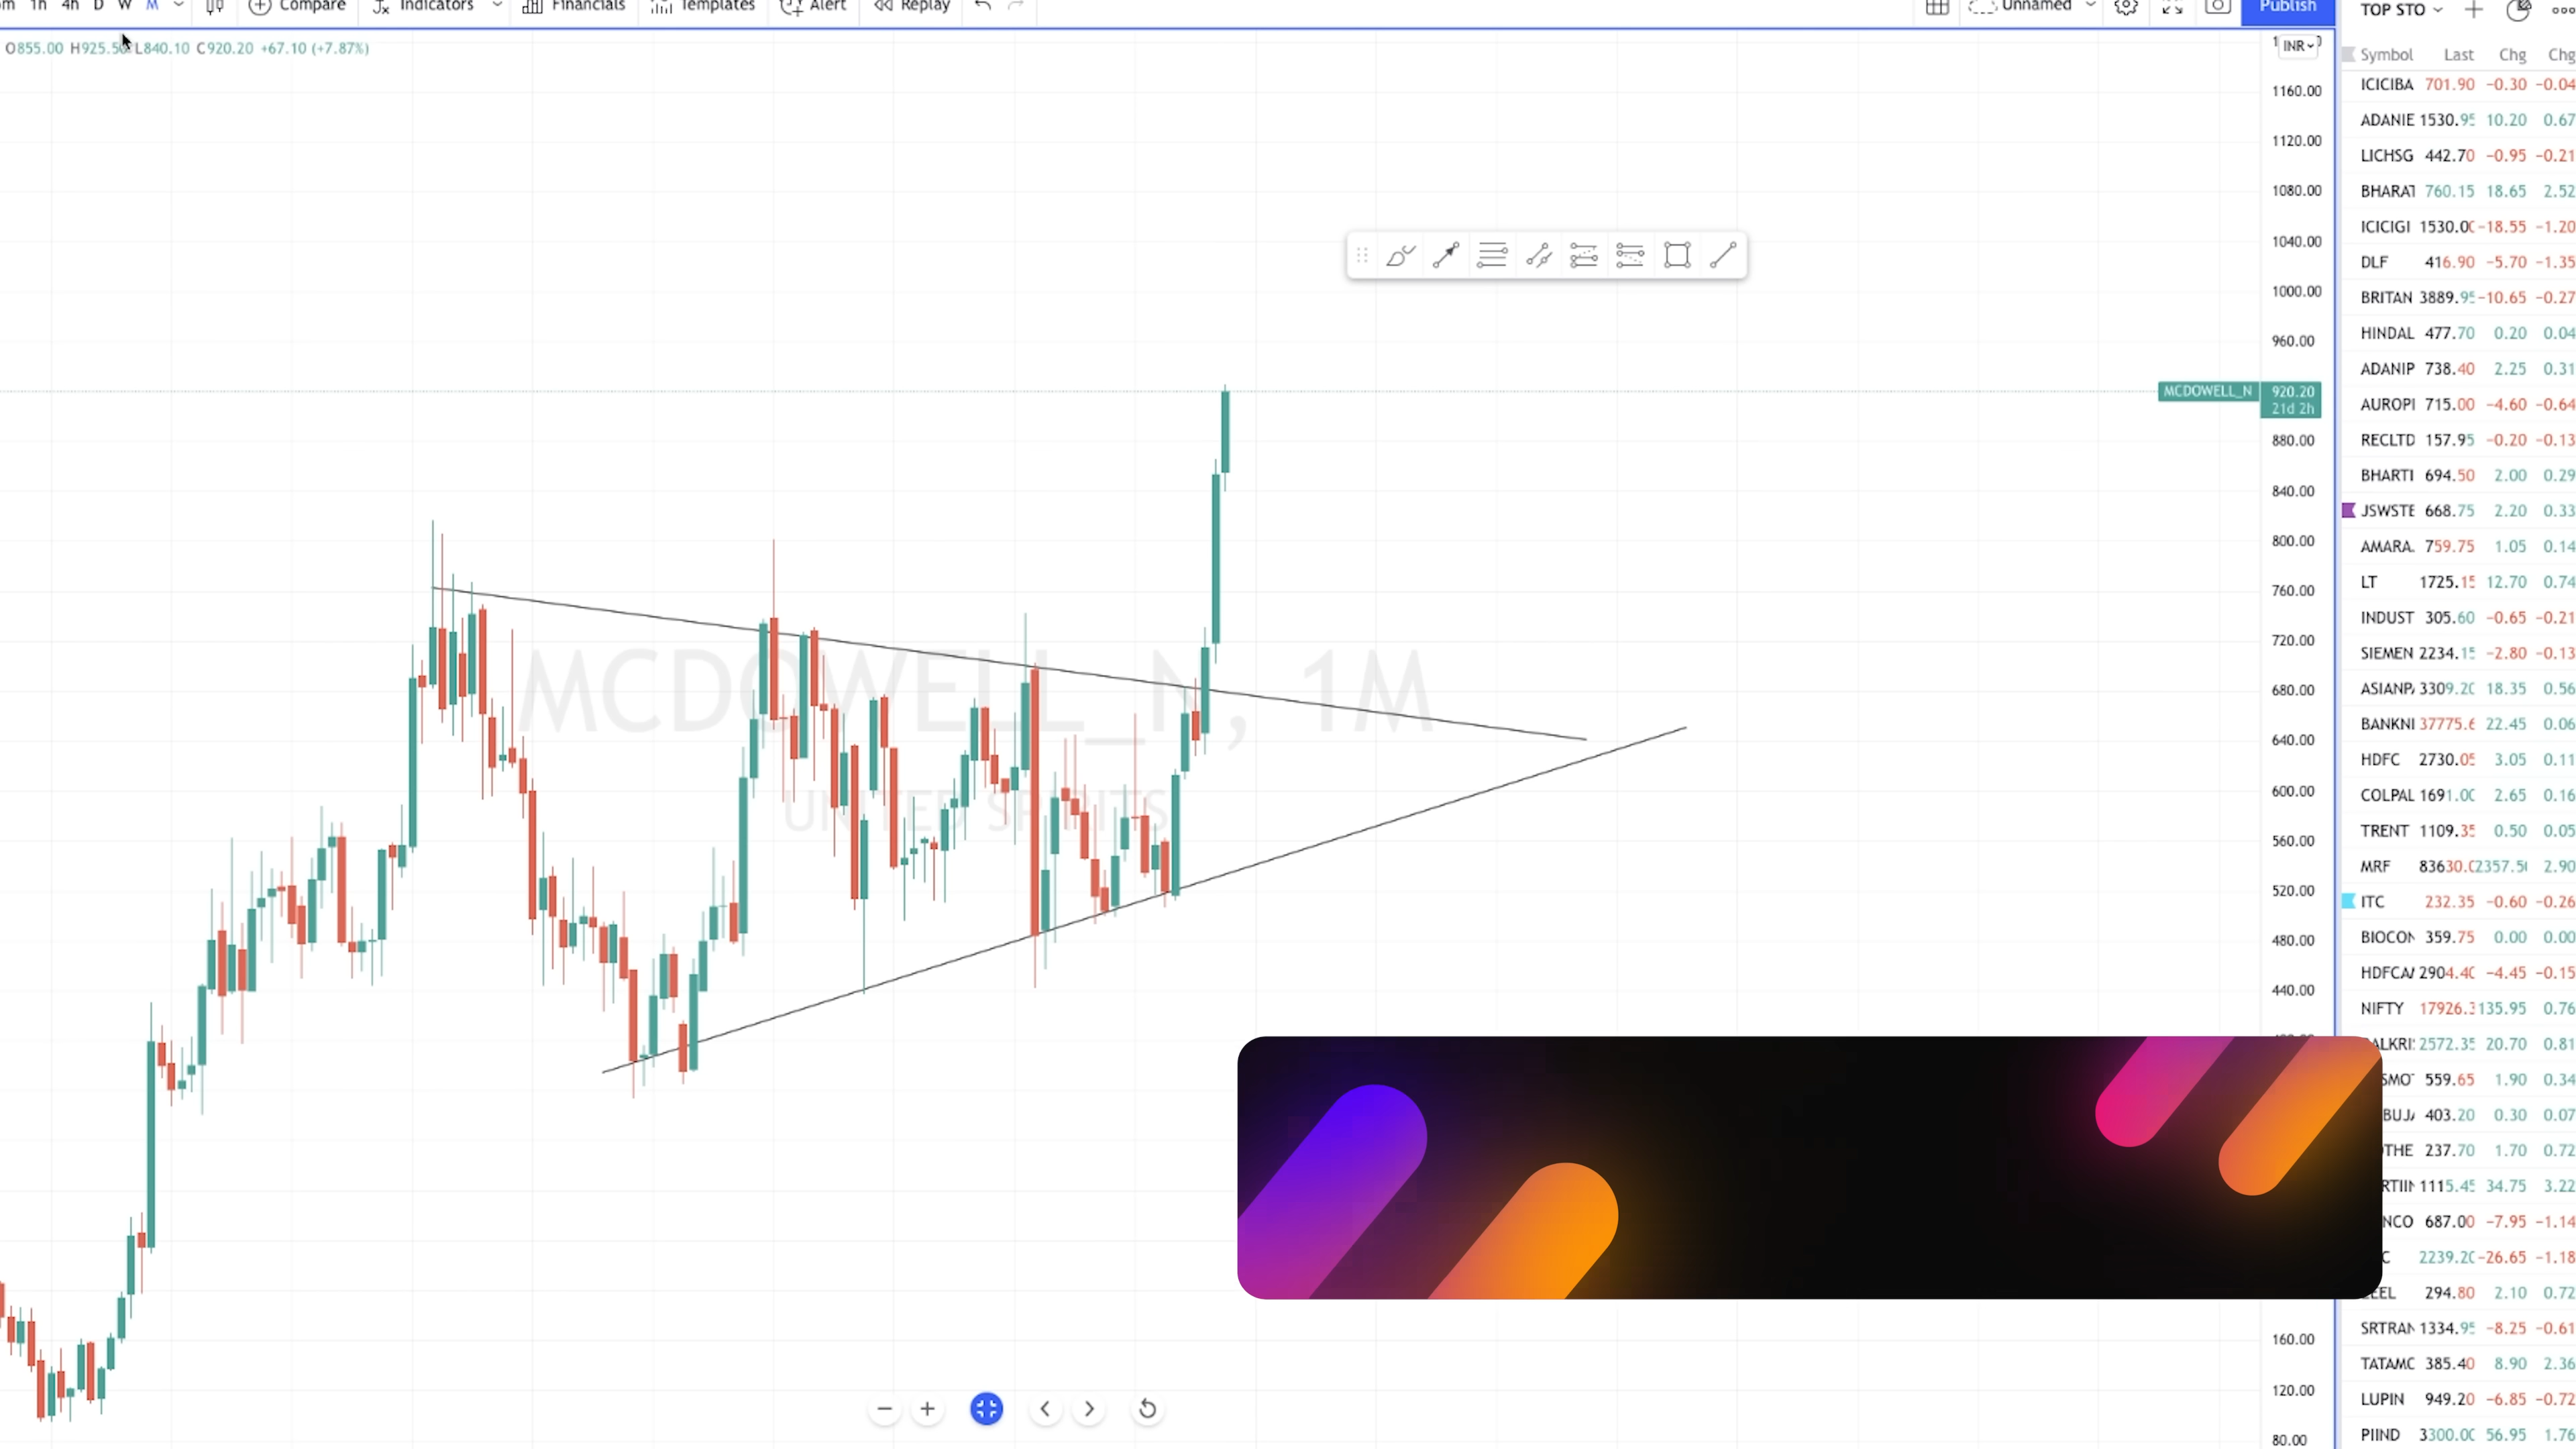 1h 4h D W M Compare Indicators Financials Templates Alert Replay Unnamed Publish TOP STO
O855.00 H925.50 L840.10 C920.20 +67.10 (+7.87%)
INR
Symbol Last Chg Chg
1160.00
1120.00
1080.00
1040.00
1000.00
960.00
MCDOWELL_N 920.20
21d 2h
880.00
840.00
800.00
760.00
720.00
680.00
640.00
600.00
560.00
520.00
480.00
440.00
160.00
120.00
80.00
MCDOWELL_N, 1M
UNITED SPIRITS
ICICIBA 701.90 −0.30 −0.04
ADANIE 1530.95 10.20 0.67
LICHSG 442.70 −0.95 −0.21
BHARAT 760.15 18.65 2.52
ICICIGI 1530.00 −18.55 −1.20
DLF 416.90 −5.70 −1.35
BRITAN 3889.95 −10.65 −0.27
HINDAL 477.70 0.20 0.04
ADANIP 738.40 2.25 0.31
AUROPI 715.00 −4.60 −0.64
RECLTD 157.95 −0.20 −0.13
BHARTI 694.50 2.00 0.29
JSWSTE 668.75 2.20 0.33
AMARA. 759.75 1.05 0.14
LT 1725.15 12.70 0.74
INDUST 305.60 −0.65 −0.21
SIEMEN 2234.15 −2.80 −0.13
ASIANP 3309.20 18.35 0.56
BANKNI 37775.6 22.45 0.06
HDFC 2730.05 3.05 0.11
COLPAL 1691.00 2.65 0.16
TRENT 1109.35 0.50 0.05
MRF 83630.0 2357.50 2.90
ITC 232.35 −0.60 −0.26
BIOCON 359.75 0.00 0.00
HDFCA 2904.40 −4.45 −0.15
NIFTY 17926.3 135.95 0.76
ALKRI 2572.35 20.70 0.81
SMO 559.65 1.90 0.34
BUJ 403.20 0.30 0.07
THE 237.70 1.70 0.72
RTIIN 1115.45 34.75 3.22
NCO 687.00 −7.95 −1.14
C 2239.20 −26.65 −1.18
EEL 294.80 2.10 0.72
SRTRAN 1334.95 −8.25 −0.61
TATAMC 385.40 8.90 2.36
LUPIN 949.20 −6.85 −0.72
PIIND 3300.00 56.95 1.76